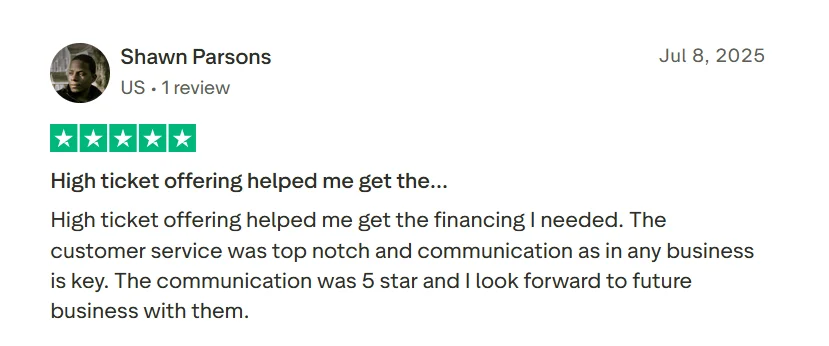 Shawn Parsons
Jul 8, 2025
US • 1 review
High ticket offering helped me get the...
High ticket offering helped me get the financing I needed. The
customer service was top notch and communication as in any business
is key. The communication was 5 star and I look forward to future
business with them.